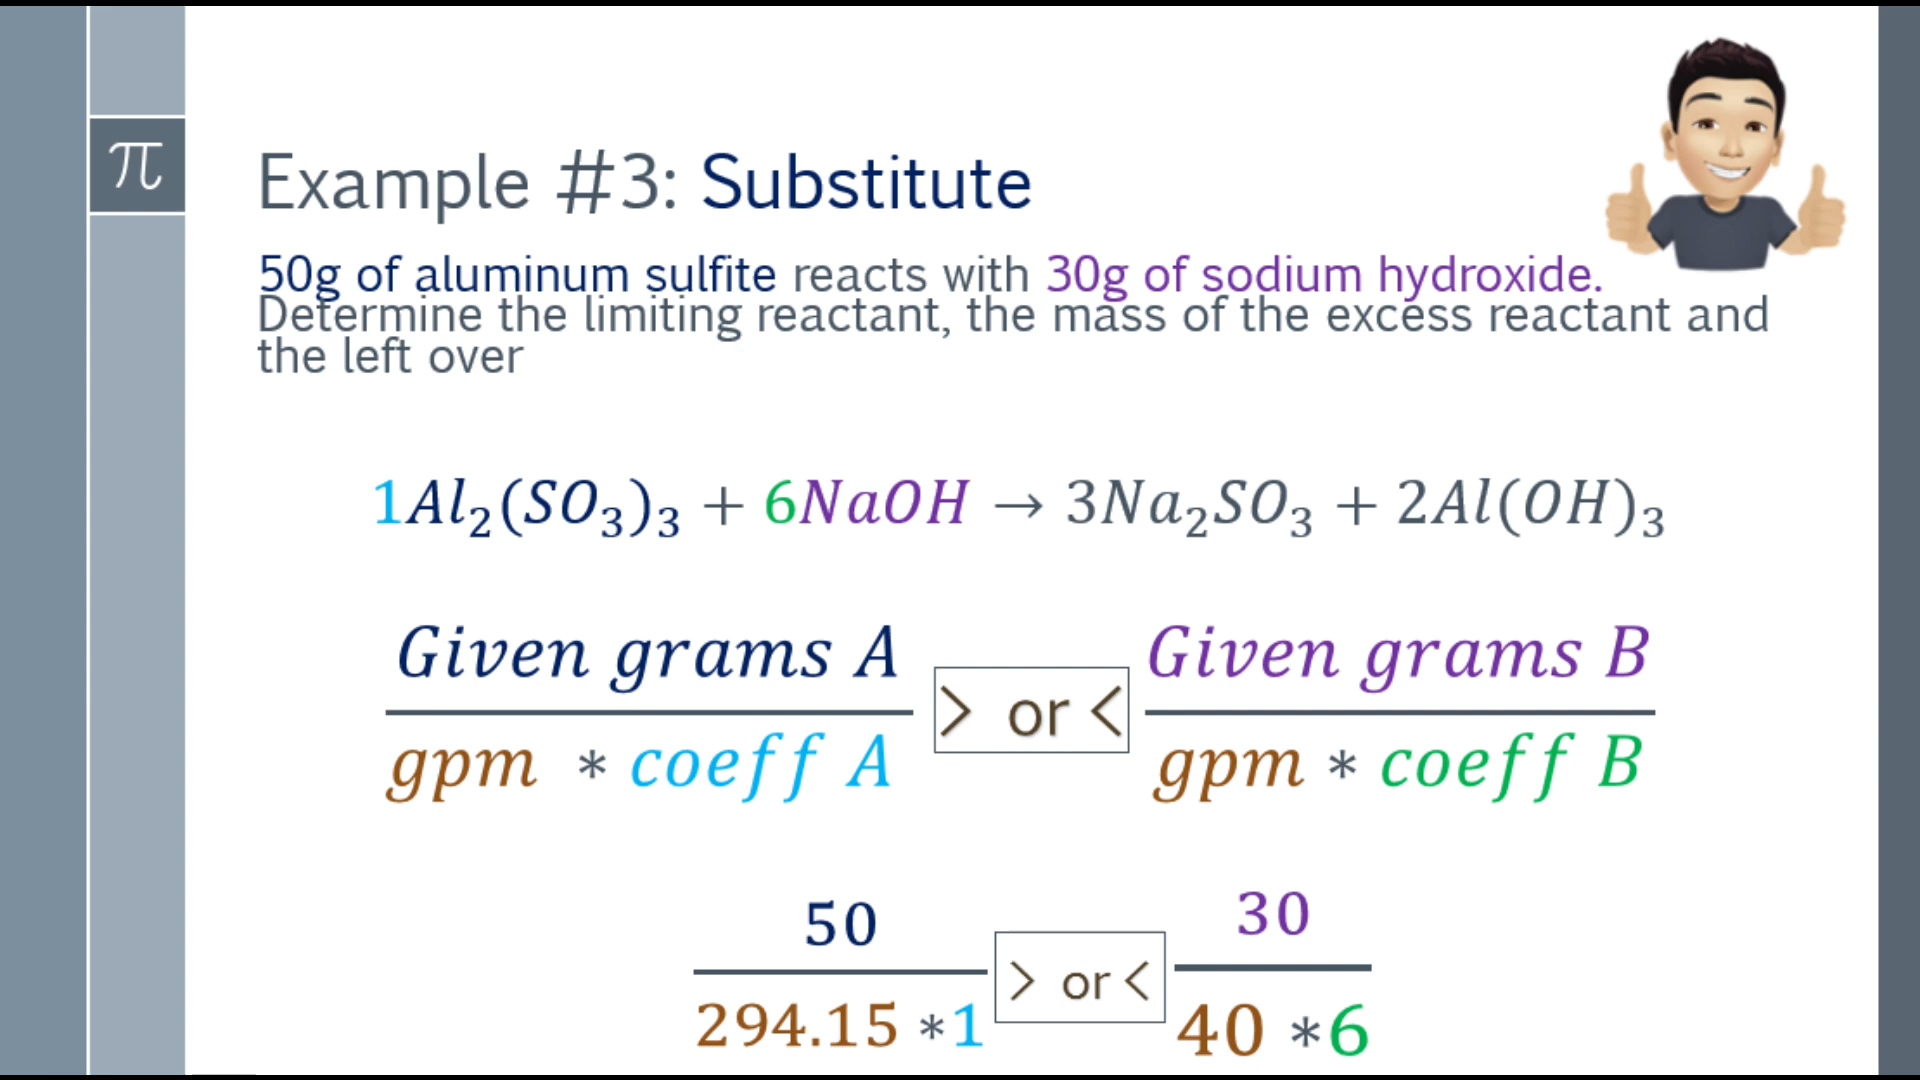 π
Example #3: Substitute
50g of aluminum sulfite reacts with 30g of sodium hydroxide.
Determine the limiting reactant, the mass of the excess reactant and
the left over
1Al₂(SO₃)₃ + 6NaOH → 3Na₂SO₃ + 2Al(OH)₃
Given grams A
gpm * coeff A
> or <
Given grams B
gpm * coeff B
50
294.15 *1
> or <
30
40 *6